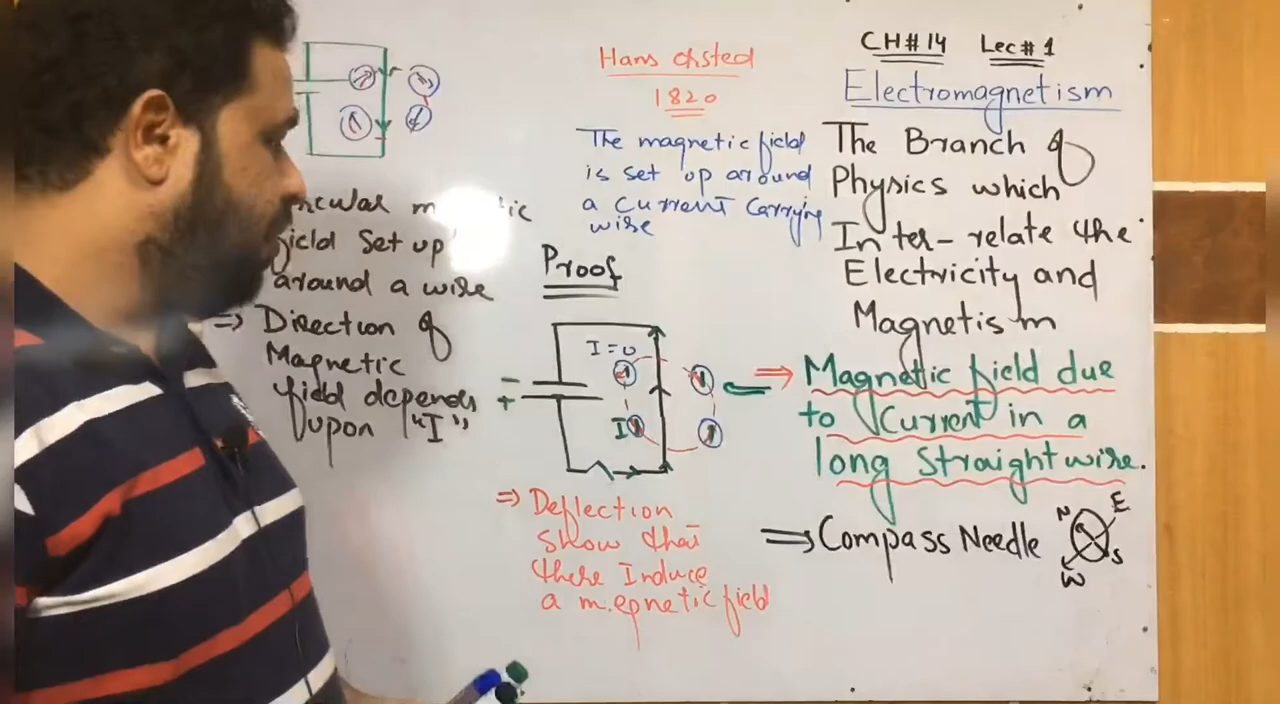 CH#14 Lec#1
Electromagnetism
The Branch of
Physics which
Inter-relate the
Electricity and
Magnetism
⇒ Magnetic field due
to Current in a
long Straight wire.
⇒ Compass Needle
N E
W S
Hans
1820
The magnetic field
is set up around
a current carrying
wire
Proof
I=0
-
+
I
⇒ Deflection
show that
there Induce
a m.egnetic field
field Set up
around a wire
⇒ Direction of
Magnetic
field depends
upon "I"